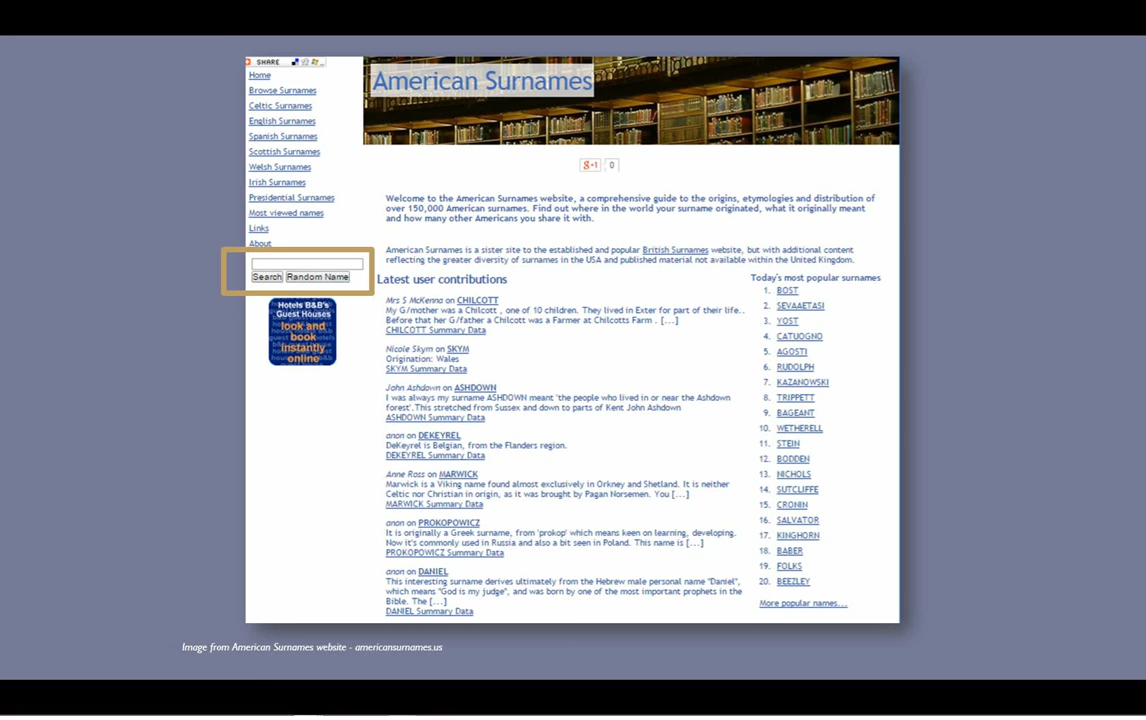 SHARE
Home
Browse Surnames
Celtic Surnames
English Surnames
Spanish Surnames
Scottish Surnames
Welsh Surnames
Irish Surnames
Presidential Surnames
Most viewed names
Links
About
Search Random Name
Hotels B&B's
Guest Houses
look and
book
instantly
online
American Surnames
g+1 0
Welcome to the American Surnames website, a comprehensive guide to the origins, etymologies and distribution of
over 150,000 American surnames. Find out where in the world your surname originated, what it originally meant
and how many other Americans you share it with.
American Surnames is a sister site to the established and popular British Surnames website, but with additional content
reflecting the greater diversity of surnames in the USA and published material not available within the United Kingdom.
Latest user contributions
Mrs S McKenna on CHILCOTT
My G/mother was a Chilcott , one of 10 children. They lived in Exter for part of their life..
Before that her G/father a Chilcott was a Farmer at Chilcotts Farm . [...]
CHILCOTT Summary Data
Nicole Skym on SKYM
Origination: Wales
SKYM Summary Data
John Ashdown on ASHDOWN
I was always my surname ASHDOWN meant 'the people who lived in or near the Ashdown
forest'.This stretched from Sussex and down to parts of Kent John Ashdown
ASHDOWN Summary Data
anon on DEKEYREL
DeKeyrel is Belgian, from the Flanders region.
DEKEYREL Summary Data
Anne Ross on MARWICK
Marwick is a Viking name found almost exclusively in Orkney and Shetland. It is neither
Celtic nor Christian in origin, as it was brought by Pagan Norsemen. You [...]
MARWICK Summary Data
anon on PROKOPOWICZ
It is originally a Greek surname, from 'prokop' which means keen on learning, developing.
Now it's commonly used in Russia and also a bit seen in Poland. This name is [...]
PROKOPOWICZ Summary Data
anon on DANIEL
This interesting surname derives ultimately from the Hebrew male personal name "Daniel",
which means "God is my judge", and was born by one of the most important prophets in the
Bible. The [...]
DANIEL Summary Data
Today's most popular surnames
1. BOST
2. SEVAAETASI
3. YOST
4. CATUOGNO
5. AGOSTI
6. RUDOLPH
7. KAZANOWSKI
8. TRIPPETT
9. BAGEANT
10. WETHERELL
11. STEIN
12. BODDEN
13. NICHOLS
14. SUTCLIFFE
15. CRONIN
16. SALVATOR
17. KINGHORN
18. BABER
19. FOLKS
20. BEEZLEY
More popular names...
Image from American Surnames website - americansurnames.us